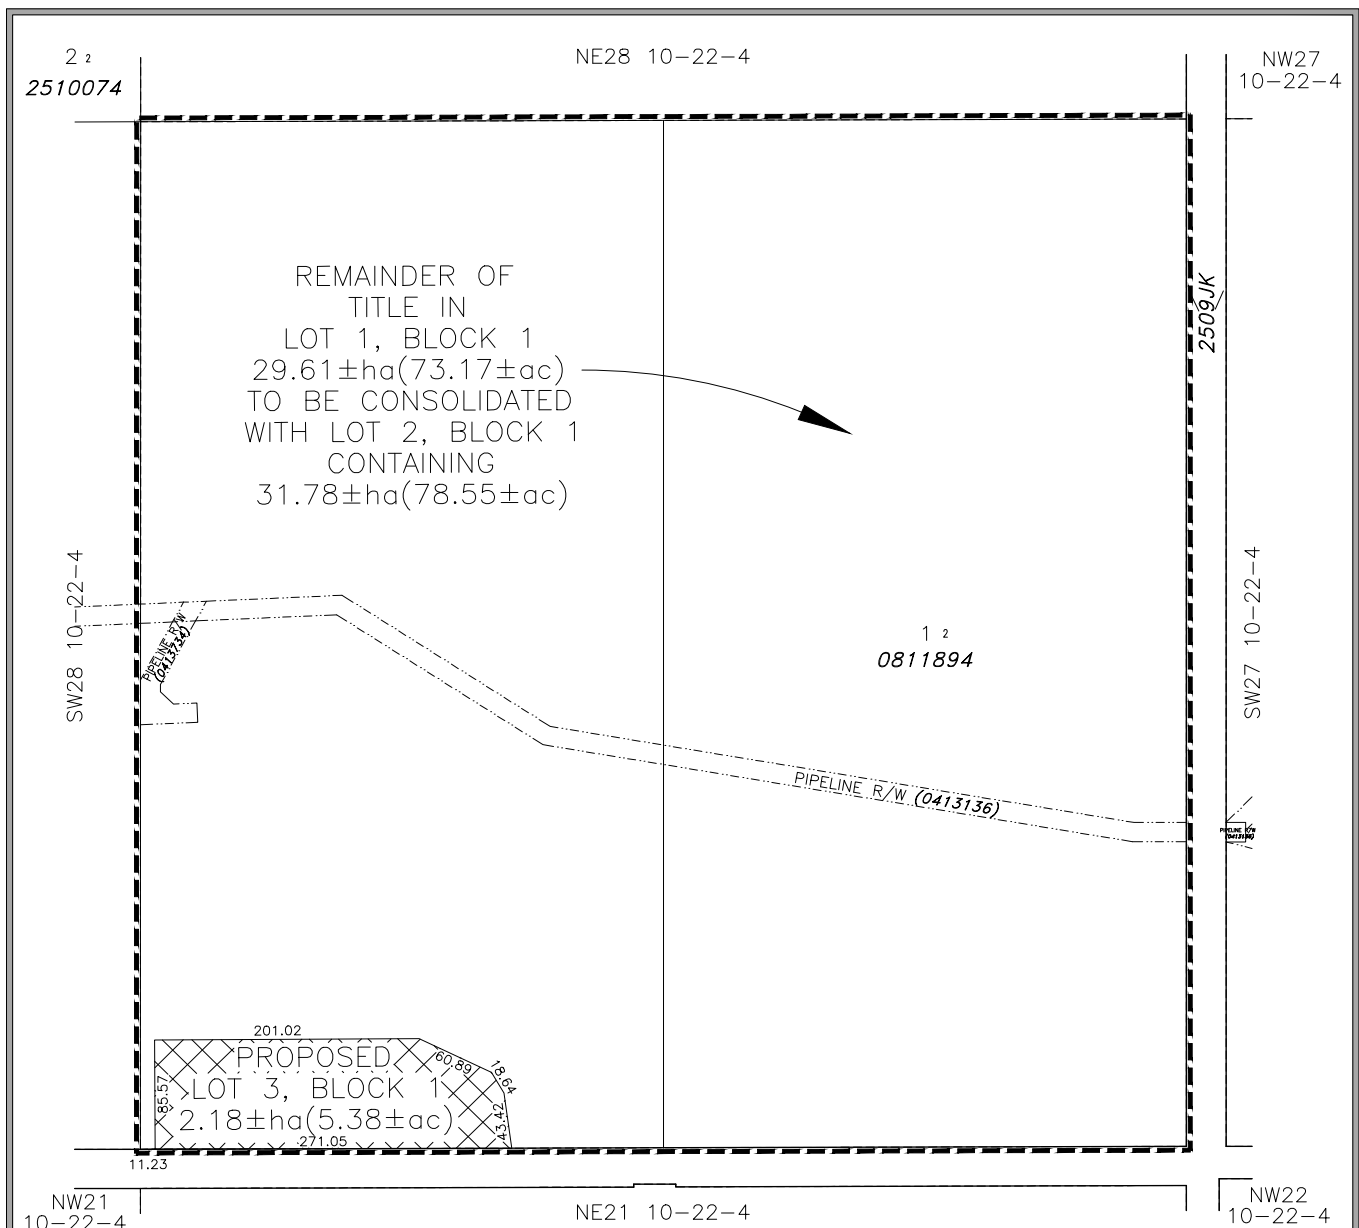 2 2
2510074
NE28 10-22-4
NW27
10-22-4
REMAINDER OF
TITLE IN
LOT 1, BLOCK 1
29.61±ha(73.17±ac)
TO BE CONSOLIDATED
WITH LOT 2, BLOCK 1
CONTAINING
31.78±ha(78.55±ac)
2509JK
SW28 10-22-4
PIPELINE R/W
(0413734)
1 2
0811894
SW27 10-22-4
PIPELINE R/W (0413136)
PIPELINE R/W
201.02
60.89
18.64
85.57
43.42
PROPOSED
LOT 3, BLOCK 1
2.18±ha(5.38±ac)
271.05
11.23
NW21
10-22-4
NE21 10-22-4
NW22
10-22-4